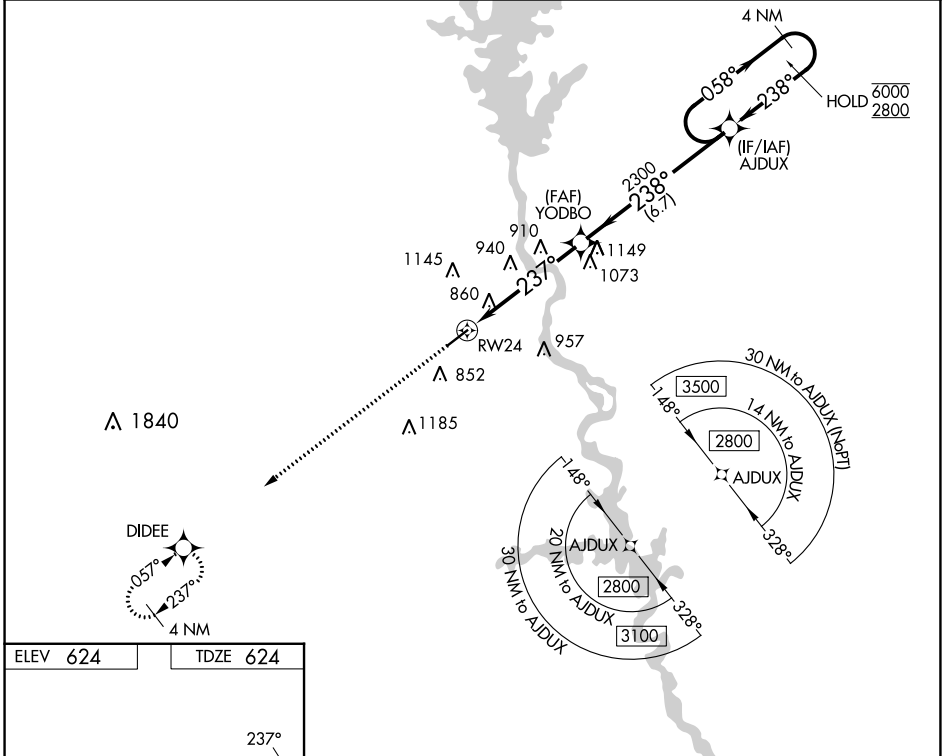 4 NM
058°
238°
HOLD 6000
2800
(IF/IAF)
AJDUX
2300
238°
(6.7)
(FAF)
YODBO
910
940
1149
1145
1073
237°
860
RW24
957
852
1185
1840
30 NM to AJDUX (NoPT)
3500
148°
14 NM to AJDUX
2800
AJDUX
328°
148°
AJDUX
20 NM to AJDUX
30 NM to AJDUX
2800
328°
3100
DIDEE
057°
237°
4 NM
ELEV 624
TDZE 624
237°